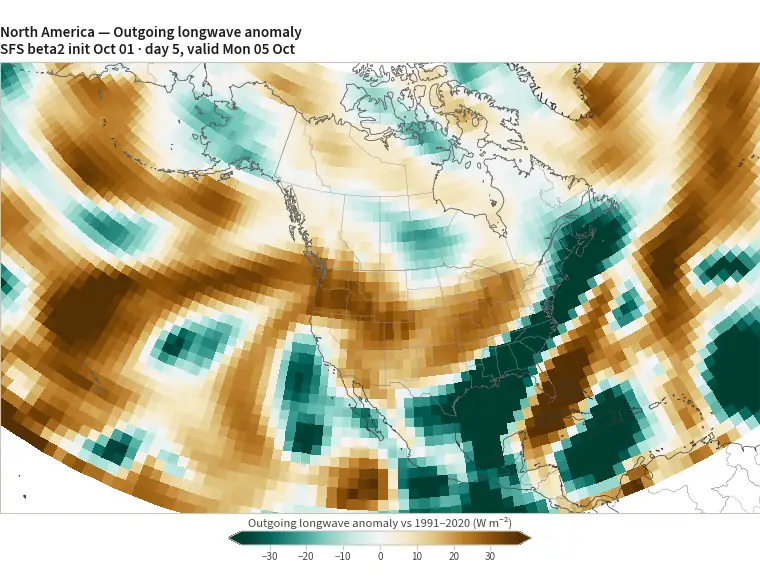 North America — Outgoing longwave anomaly
SFS beta2 init Oct 01 · day 5, valid Mon 05 Oct
Outgoing longwave anomaly vs 1991–2020 (W m⁻²)
−30 −20 −10 0 10 20 30